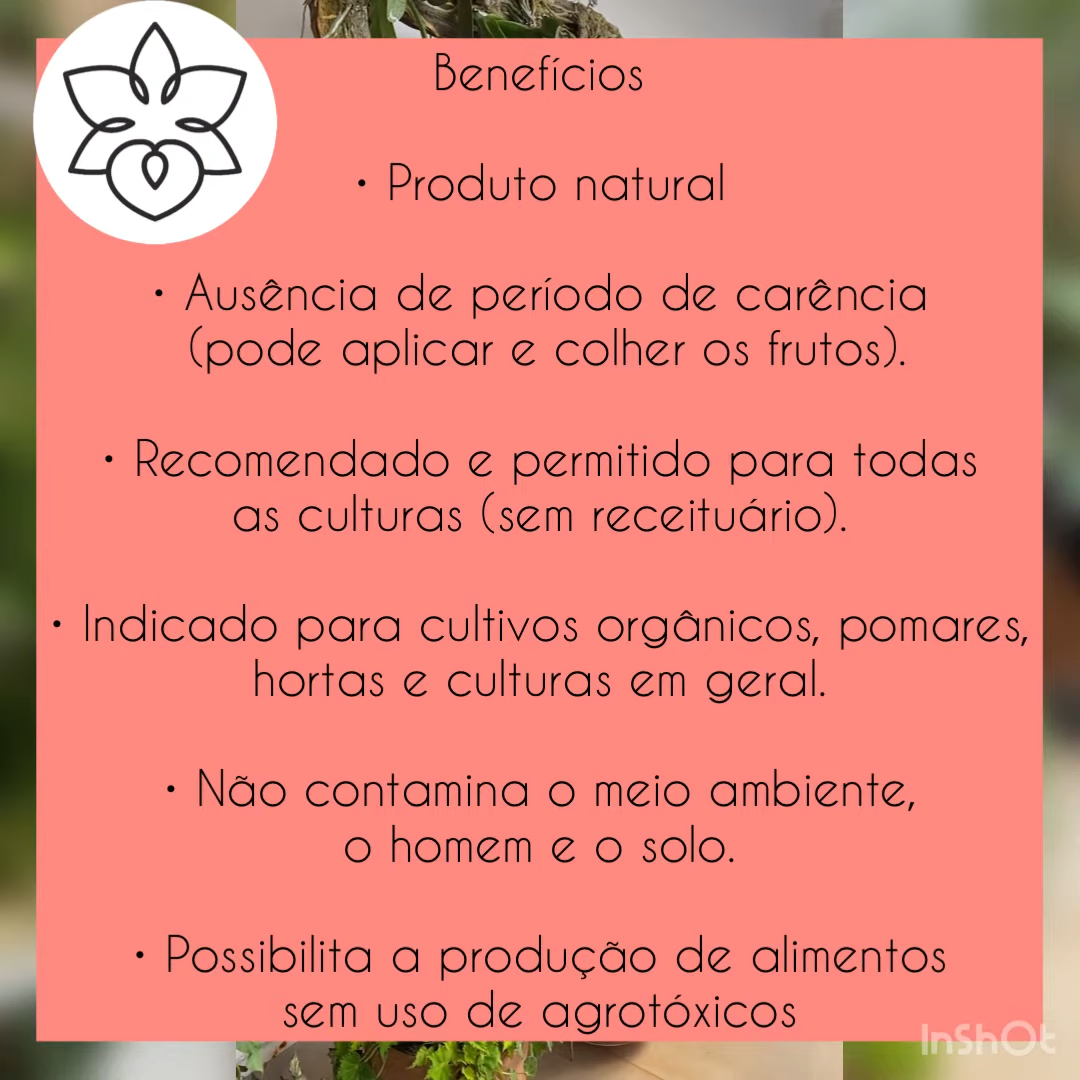 Benefícios
• Produto natural
• Ausência de período de carência
(pode aplicar e colher os frutos).
• Recomendado e permitido para todas
as culturas (sem receituário).
• Indicado para cultivos orgânicos, pomares,
hortas e culturas em geral.
• Não contamina o meio ambiente,
o homem e o solo.
• Possibilita a produção de alimentos
sem uso de agrotóxicos
InShOt